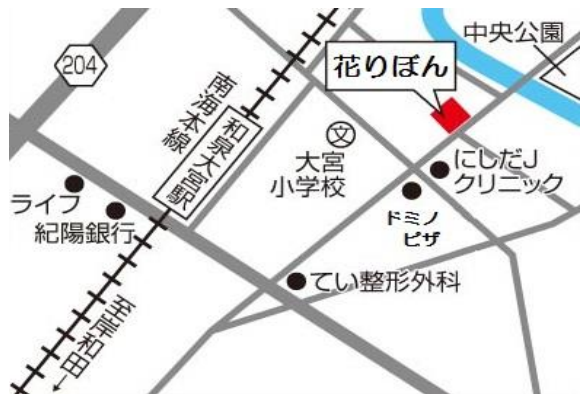 中央公園
204
花りぼん
南海本線
和泉大宮駅
文
大宮
小学校
にしだJ
クリニック
ライフ
紀陽銀行
ドミノ
ピザ
てい整形外科
至岸和田→